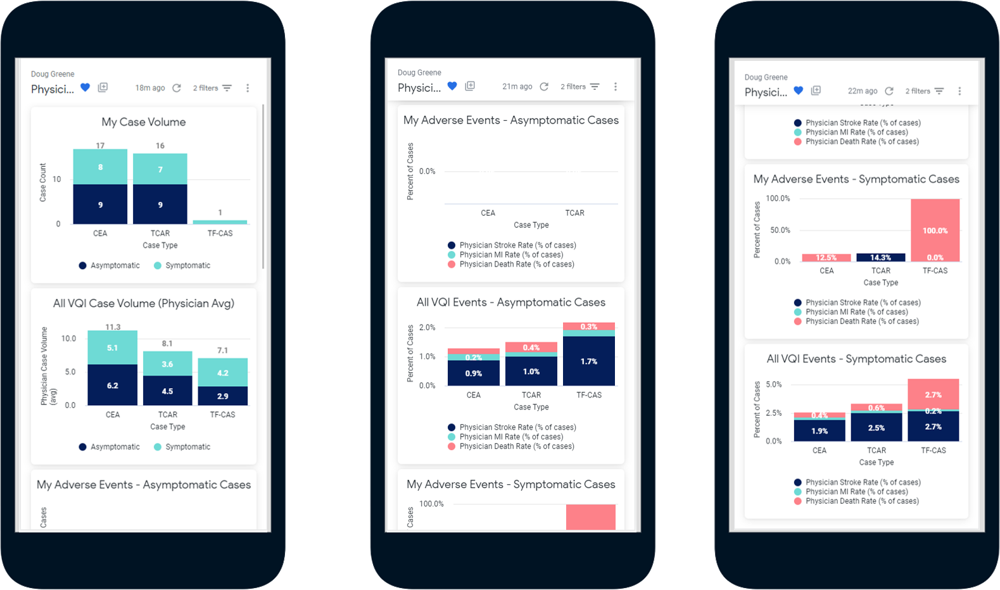 Doug Greene
Physici...
18m ago
2 filters
My Case Volume
Case Count
10
0
17
8
9
16
7
9
1
CEA
TCAR
TF-CAS
Case Type
Asymptomatic
Symptomatic
All VQI Case Volume (Physician Avg)
Physician Case Volume
(avg)
10.0
5.0
0.0
11.3
5.1
6.2
8.1
3.6
4.5
7.1
4.2
2.9
CEA
TCAR
TF-CAS
Case Type
Asymptomatic
Symptomatic
My Adverse Events - Asymptomatic Cases
Cases
Doug Greene
Physici...
21m ago
2 filters
My Adverse Events - Asymptomatic Cases
Percent of Cases
0.0%
CEA
TCAR
Case Type
Physician Stroke Rate (% of cases)
Physician MI Rate (% of cases)
Physician Death Rate (% of cases)
All VQI Events - Asymptomatic Cases
Percent of Cases
2.0%
1.0%
0.0%
0.2%
0.9%
0.4%
1.0%
0.3%
1.7%
CEA
TCAR
TF-CAS
Case Type
Physician Stroke Rate (% of cases)
Physician MI Rate (% of cases)
Physician Death Rate (% of cases)
My Adverse Events - Symptomatic Cases
100.0%
Cases
Doug Greene
Physici...
22m ago
2 filters
Physician Stroke Rate (% of cases)
Physician MI Rate (% of cases)
Physician Death Rate (% of cases)
My Adverse Events - Symptomatic Cases
Percent of Cases
100.0%
50.0%
0.0%
12.5%
14.3%
100.0%
0.0%
CEA
TCAR
TF-CAS
Case Type
Physician Stroke Rate (% of cases)
Physician MI Rate (% of cases)
Physician Death Rate (% of cases)
All VQI Events - Symptomatic Cases
Percent of Cases
5.0%
2.5%
0.0%
0.4%
1.9%
0.6%
2.5%
2.7%
0.2%
2.7%
CEA
TCAR
TF-CAS
Case Type
Physician Stroke Rate (% of cases)
Physician MI Rate (% of cases)
Physician Death Rate (% of cases)